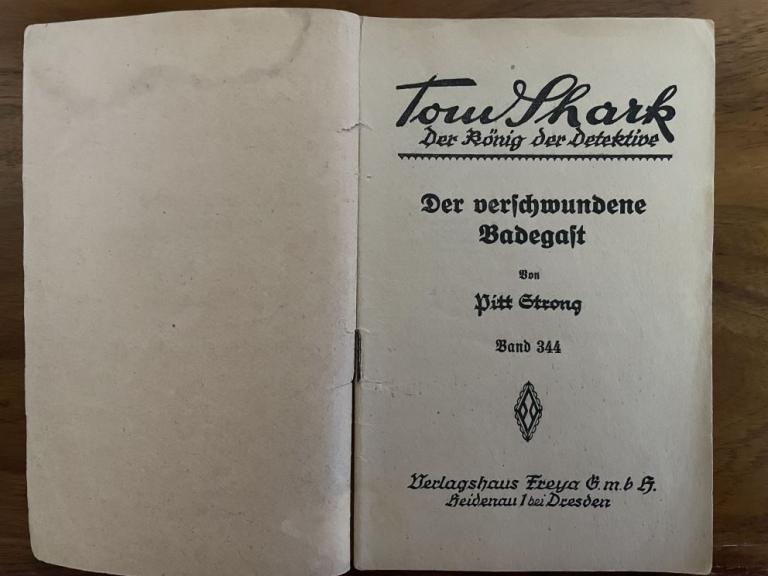 Tom Shark
Der König der Detektive
Der verschwundene
Badegast
Von
Pitt Strong
Band 344
Verlagshaus Freya G.m.b H.
Heidenau 1 bei Dresden